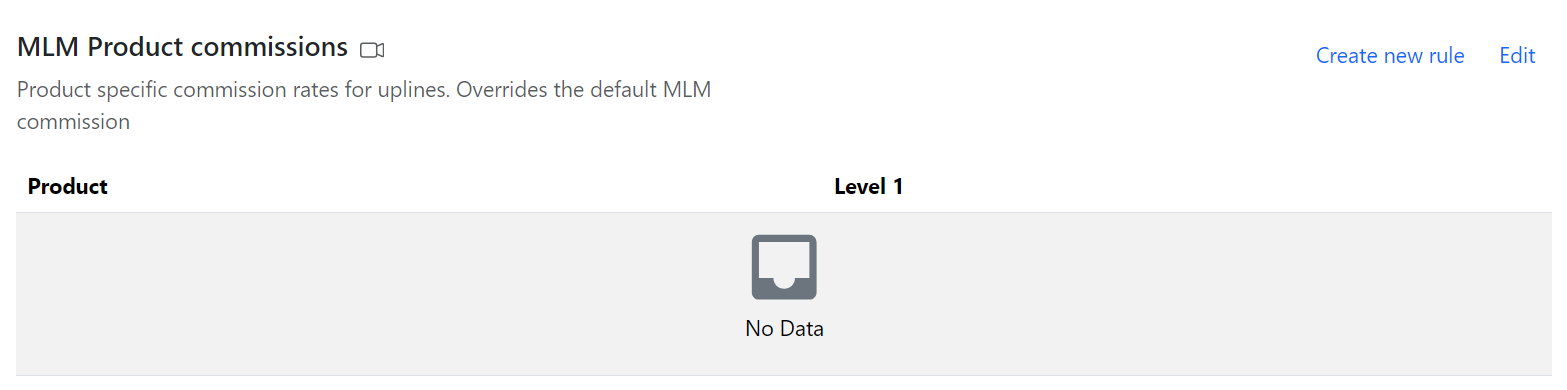 MLM Product commissions
Create new rule Edit
Product specific commission rates for uplines. Overrides the default MLM
commission
Product Level 1
No Data